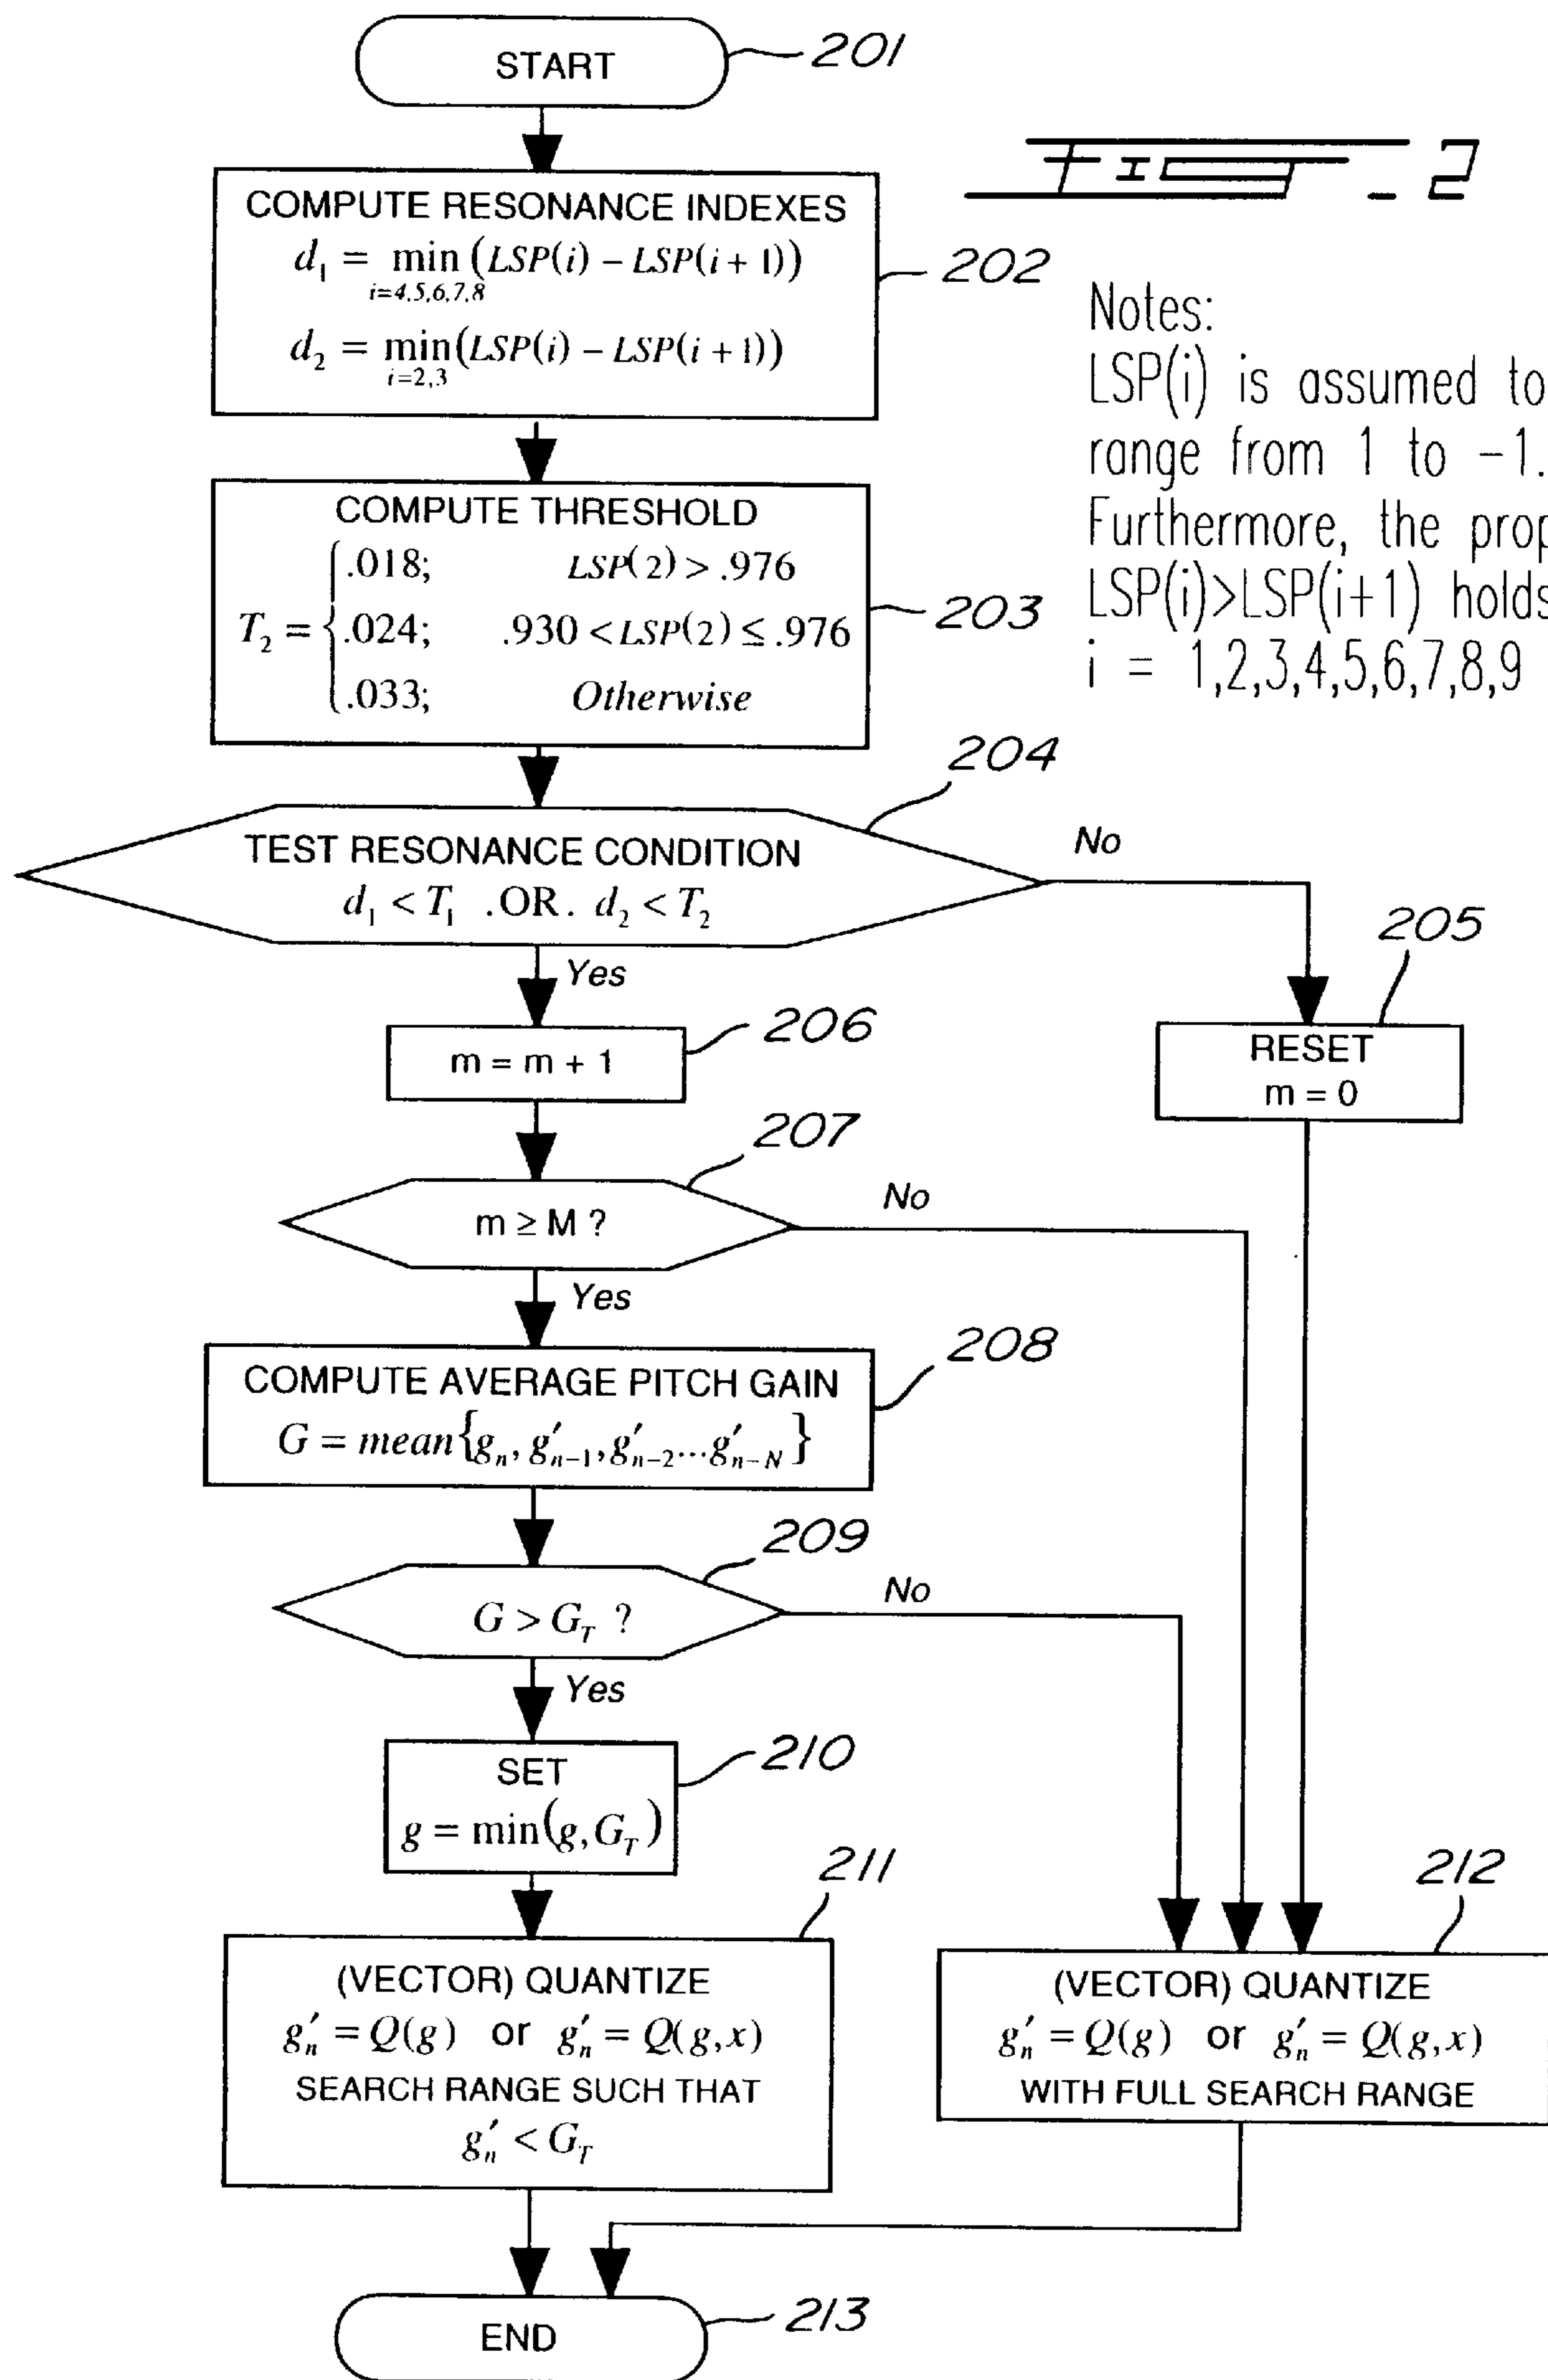 START
201
Fig - 2
COMPUTE RESONANCE INDEXES
d₁ = min (LSP(i) – LSP(i + 1))
i=4,5,6,7,8
d₂ = min (LSP(i) – LSP(i + 1))
i=2,3
202
Notes:
LSP(i) is assumed to
range from 1 to -1.
Furthermore, the
LSP(i)>LSP(i+1)
i = 1,2,3,4,5,6,7,8,9
COMPUTE THRESHOLD
.018; LSP(2) > .976
T₂ = { .024; .930 < LSP(2) ≤ .976
.033; Otherwise
203
204
TEST RESONANCE CONDITION
d₁ < T₁ .OR. d₂ < T₂
No
Yes
205
RESET
m = 0
206
m = m + 1
207
m ≥ M ?
No
Yes
208
COMPUTE AVERAGE PITCH GAIN
G = mean{gₙ, g′ₙ₋₁, g′ₙ₋₂...g′ₙ₋N}
209
G > G_T ?
No
Yes
210
SET
g = min(g, G_T)
211
(VECTOR) QUANTIZE
g′ₙ = Q(g) or g′ₙ = Q(g,x)
SEARCH RANGE SUCH THAT
g′ₙ < G_T
212
(VECTOR) QUANTIZE
g′ₙ = Q(g) or g′ₙ = Q(g,x)
WITH FULL SEARCH RANGE
END
213